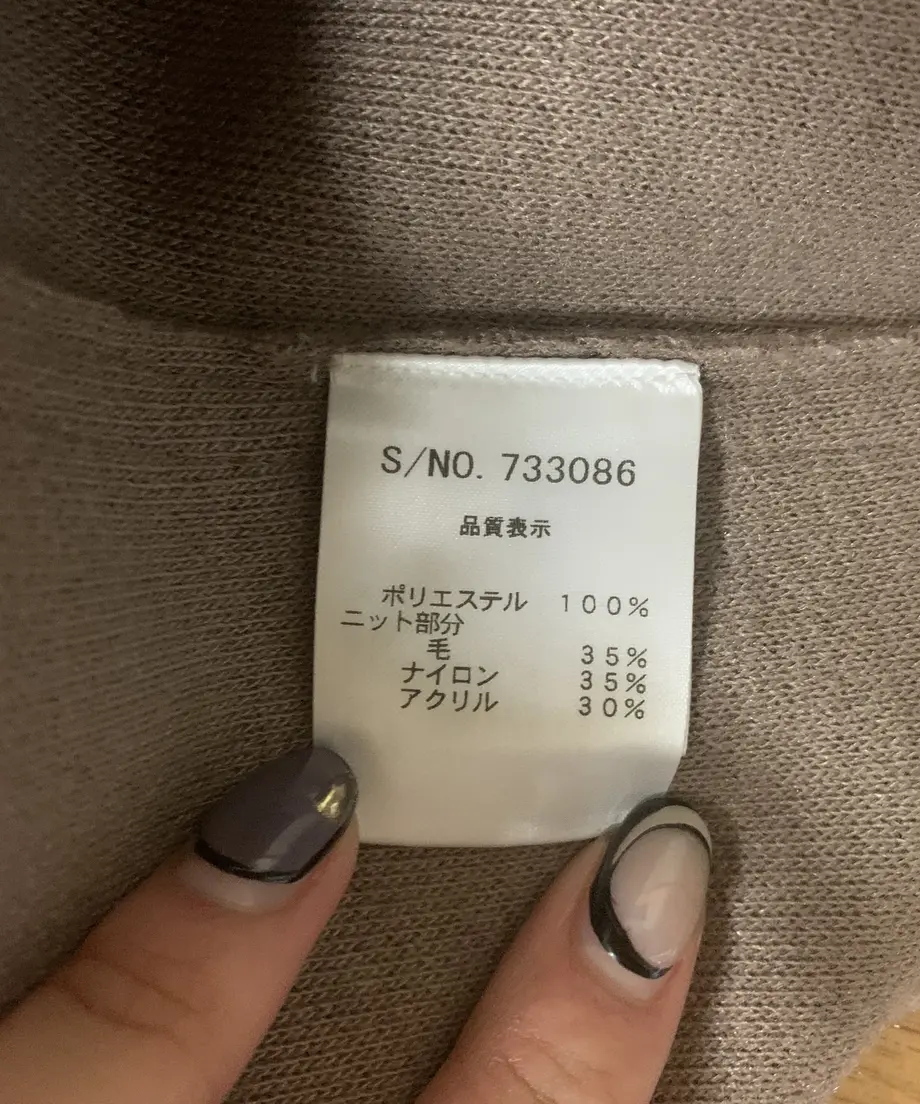 S/NO. 733086
品質表示
ポリエステル 100%
ニット部分
毛 35%
ナイロン 35%
アクリル 30%